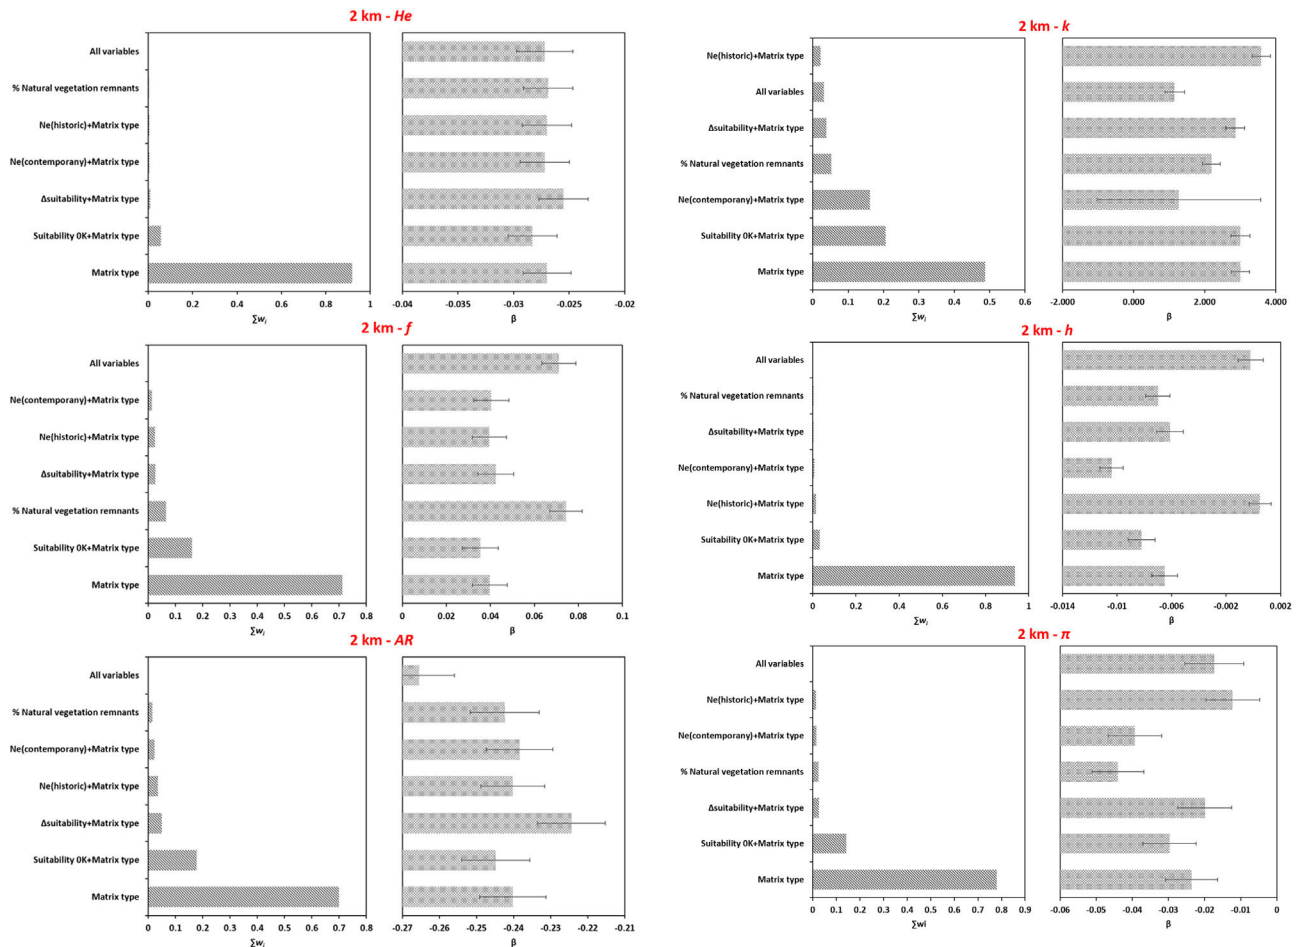 2 km - He
All variables
% Natural vegetation remnants
Ne(historic)+Matrix type
Ne(contempory)+Matrix type
Δsuitability+Matrix type
Suitability 0K+Matrix type
Matrix type
0 0.2 0.4 0.6 0.8 1
∑wi
-0.04 -0.035 -0.03 -0.025 -0.02
β
2 km - f
All variables
Ne(contempory)+Matrix type
Ne(historic)+Matrix type
Δsuitability+Matrix type
% Natural vegetation remnants
Suitability 0K+Matrix type
Matrix type
0 0.1 0.2 0.3 0.4 0.5 0.6 0.7 0.8
∑wi
0 0.02 0.04 0.06 0.08 0.1
β
2 km - AR
All variables
% Natural vegetation remnants
Ne(contempory)+Matrix type
Ne(historic)+Matrix type
Δsuitability+Matrix type
Suitability 0K+Matrix type
Matrix type
0 0.1 0.2 0.3 0.4 0.5 0.6 0.7 0.8
∑wi
-0.27 -0.26 -0.25 -0.24 -0.23 -0.22 -0.21
β
2 km - k
Ne(historic)+Matrix type
All variables
Δsuitability+Matrix type
% Natural vegetation remnants
Ne(contempory)+Matrix type
Suitability 0K+Matrix type
Matrix type
0 0.1 0.2 0.3 0.4 0.5 0.6
∑wi
-2.000 0.000 2.000 4.000
β
2 km - h
All variables
% Natural vegetation remnants
Δsuitability+Matrix type
Ne(contempory)+Matrix type
Ne(historic)+Matrix type
Suitability 0K+Matrix type
Matrix type
0 0.2 0.4 0.6 0.8 1
∑wi
-0.014 -0.01 -0.006 -0.002 0.002
β
2 km - π
All variables
Ne(historic)+Matrix type
Ne(contempory)+Matrix type
% Natural vegetation remnants
Δsuitability+Matrix type
Suitability 0K+Matrix type
Matrix type
0 0.1 0.2 0.3 0.4 0.5 0.6 0.7 0.8 0.9
∑wi
-0.06 -0.05 -0.04 -0.03 -0.02 -0.01 0
β